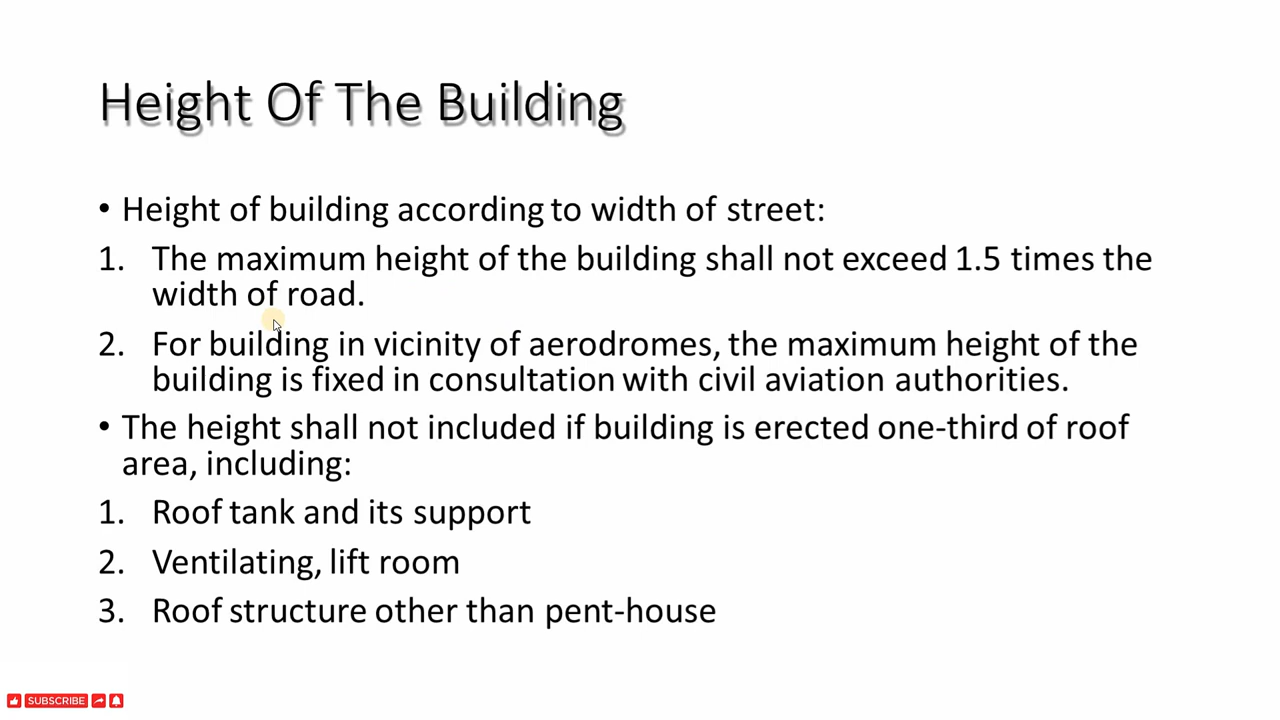 Height Of The Building
• Height of building according to width of street:
1. The maximum height of the building shall not exceed 1.5 times the
width of road.
2. For building in vicinity of aerodromes, the maximum height of the
building is fixed in consultation with civil aviation authorities.
• The height shall not included if building is erected one-third of roof
area, including:
1. Roof tank and its support
2. Ventilating, lift room
3. Roof structure other than pent-house
SUBSCRIBE